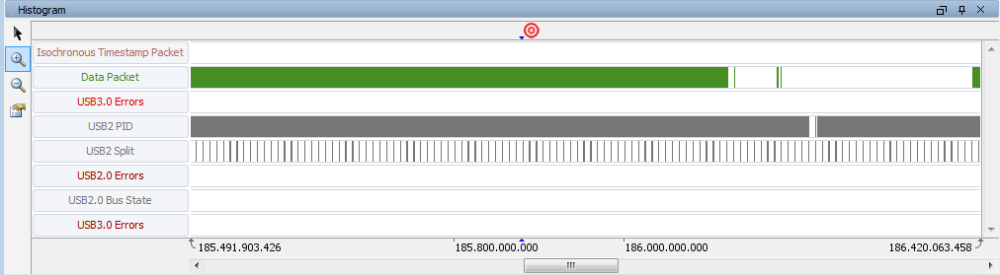 Histogram
Isochronous Timestamp Packet
Data Packet
USB3.0 Errors
USB2 PID
USB2 Split
USB2.0 Errors
USB2.0 Bus State
USB3.0 Errors
185.491.903.426 185.800.000.000 186.000.000.000 186.420.063.458